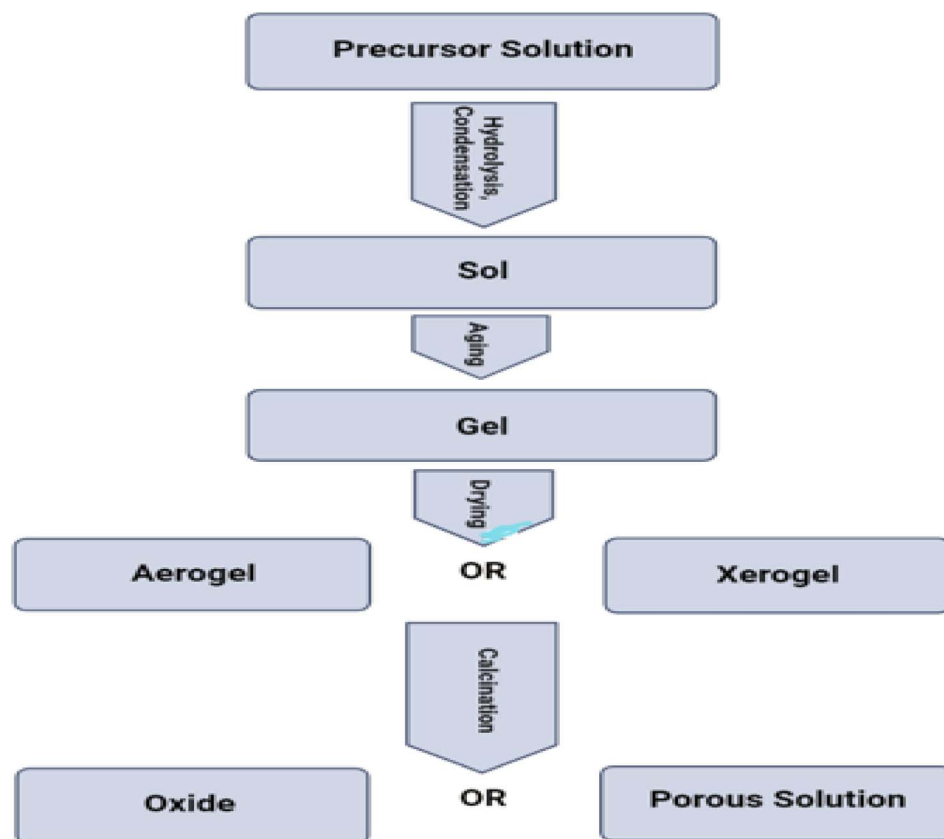 Precursor Solution
Hydrolysis,
Condensation
Sol
Aging
Gel
Drying
Aerogel
OR
Xerogel
Calcination
Oxide
OR
Porous Solution